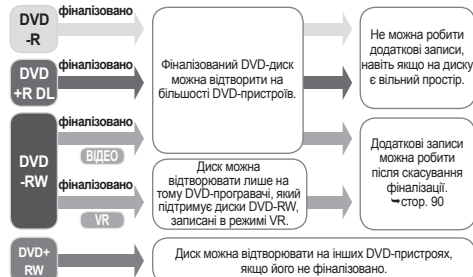 DVD
-R
фіналізовано
Фіналізований DVD-диск
можна відтворити на
більшості DVD-пристроїв.
Не можна робити
додаткові записи,
навіть якщо на диску
є вільний простір.
DVD
+R DL
фіналізовано
DVD
-RW
фіналізовано
ВІДЕО
Додаткові записи
можна робити
після скасування
фіналізації.
➥стор. 90
фіналізовано
VR
Диск можна
відтворювати лише на
тому DVD-програвачі, який
підтримує диски DVD-RW,
записані в режимі VR.
DVD+
RW
Диск можна відтворювати на інших DVD-пристроях,
якщо його не фіналізовано.